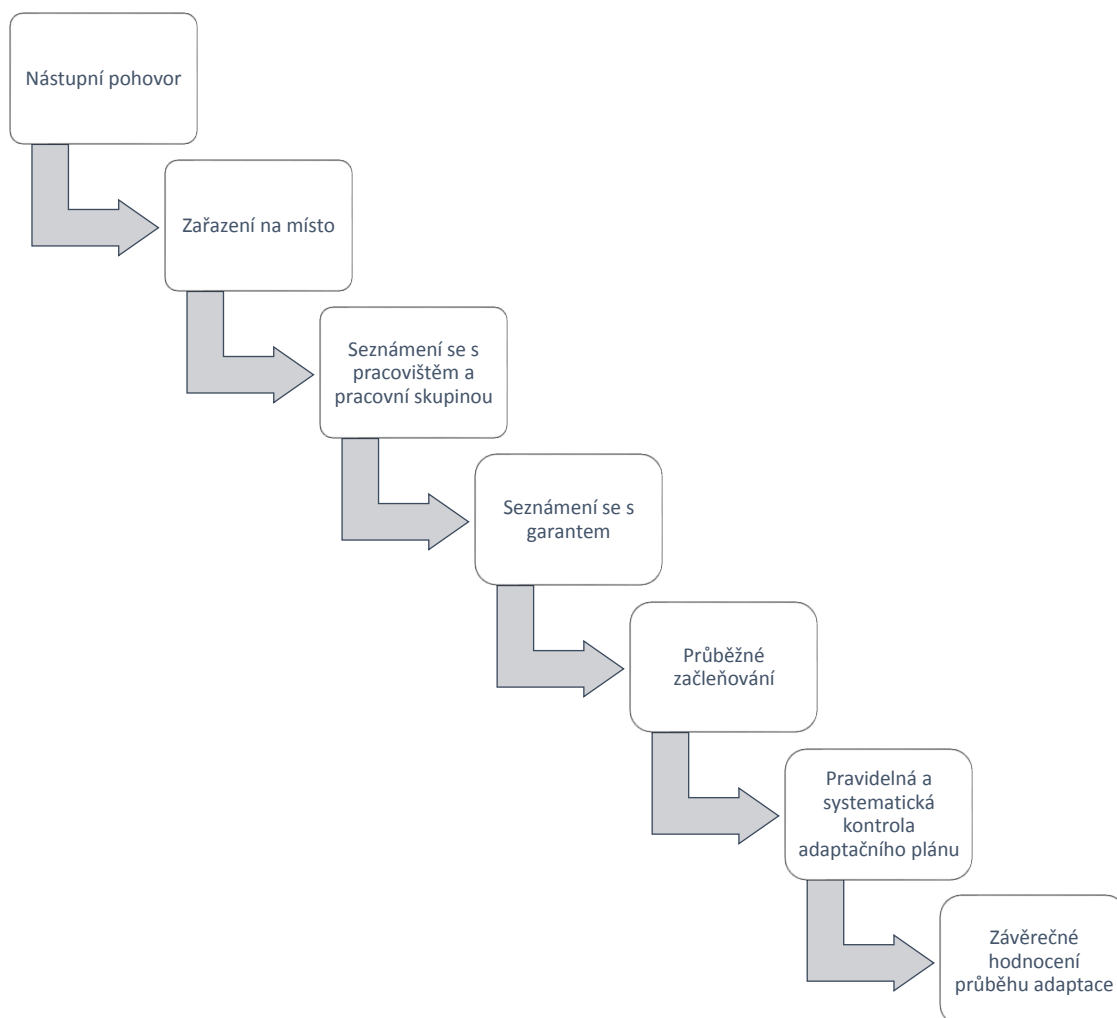 Nástupní pohovor
Zařazení na místo
Seznámení se s
pracovištěm a
pracovní skupinou
Seznámení se s
garantem
Průběžné
začleňování
Pravidelná a
systematická
kontrola
adaptačního plánu
Závěrečné
hodnocení
průběhu adaptace